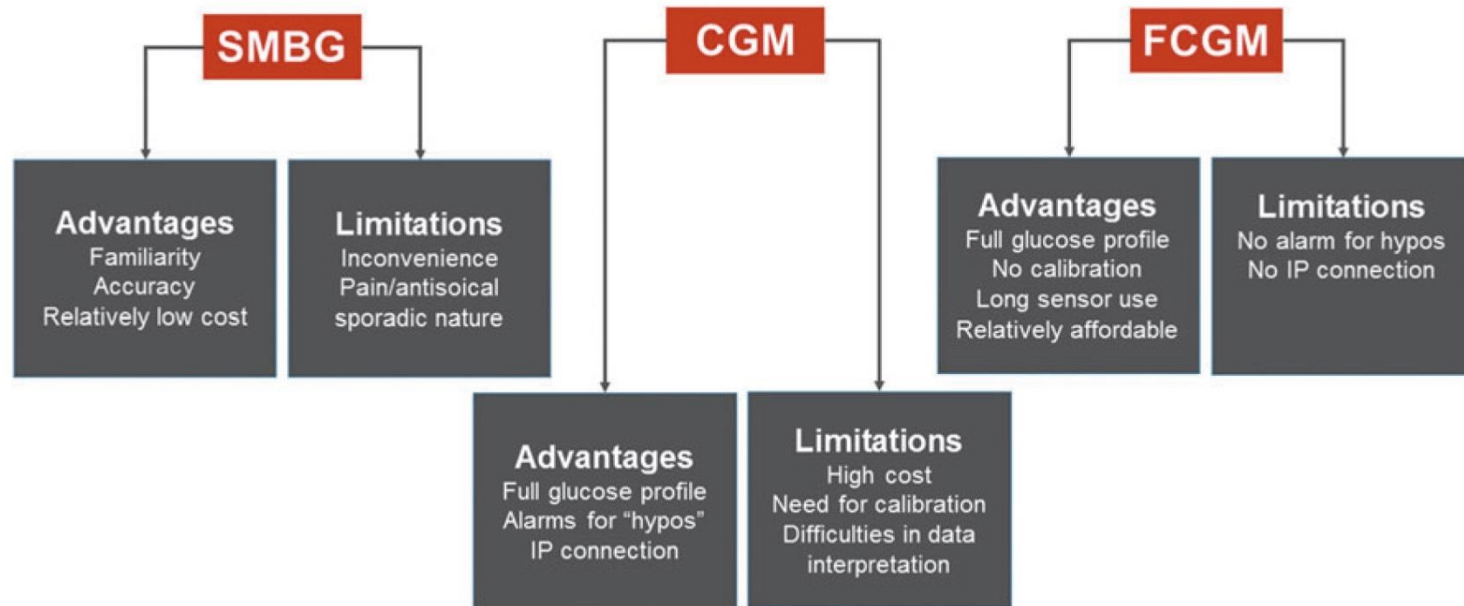 SMBG
Advantages
Familiarity
Accuracy
Relatively low cost
Limitations
Inconvenience
Pain/antisoical
sporadic nature
CGM
Advantages
Full glucose profile
Alarms for “hypos”
IP connection
Limitations
High cost
Need for calibration
Difficulties in data
interpretation
FCGM
Advantages
Full glucose profile
No calibration
Long sensor use
Relatively affordable
Limitations
No alarm for hypos
No IP connection